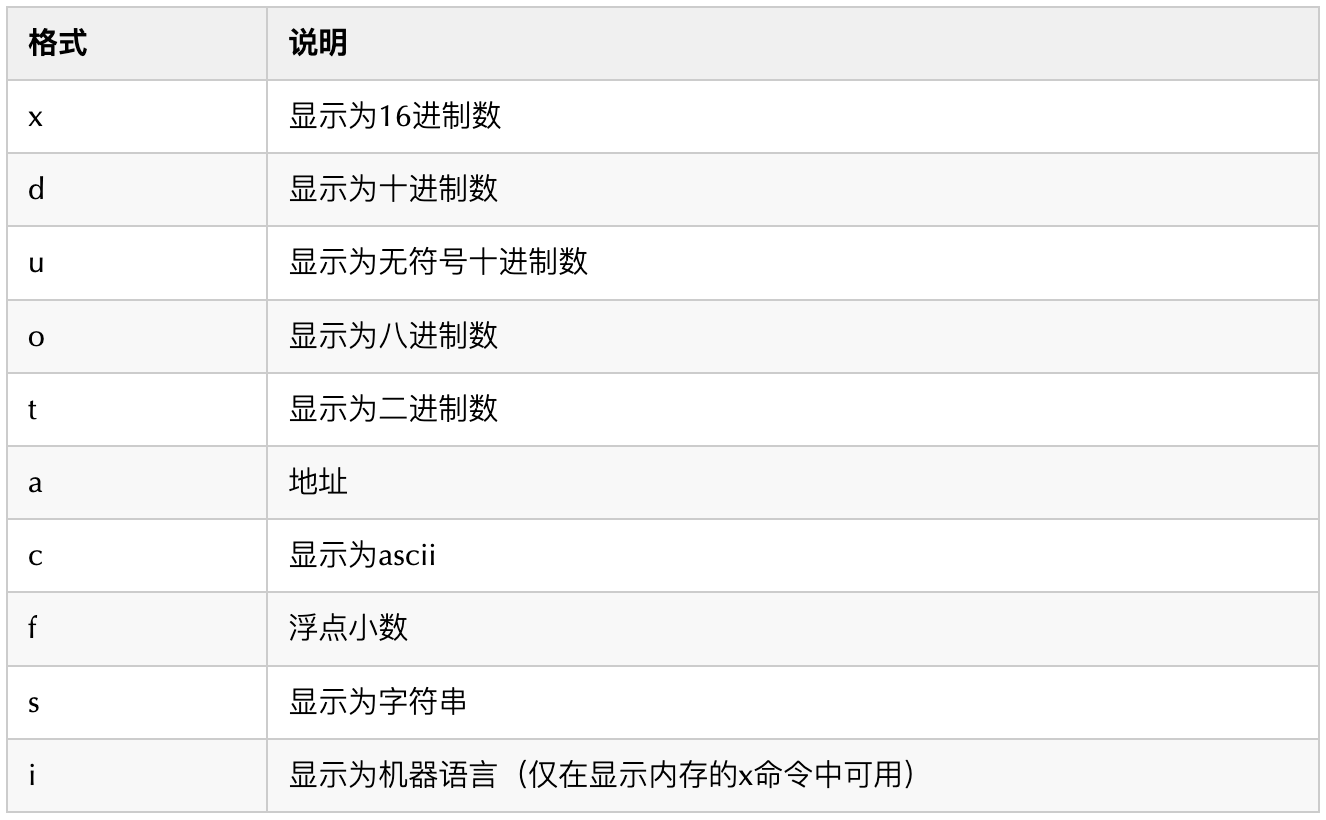 格式 说明
x 显示为16进制数
d 显示为十进制数
u 显示为无符号十进制数
o 显示为八进制数
t 显示为二进制数
a 地址
c 显示为ascii
f 浮点小数
s 显示为字符串
i 显示为机器语言（仅在显示内存的x命令中可用）